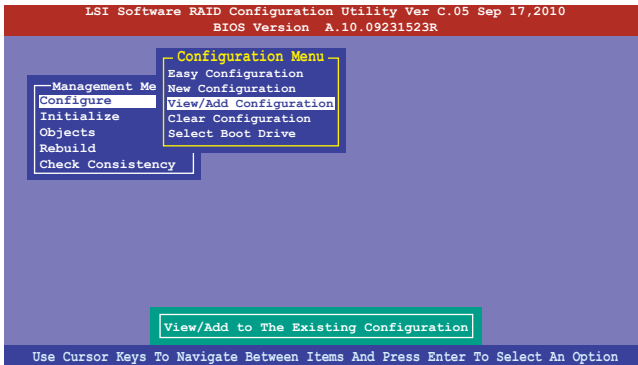 LSI Software RAID Configuration Utility Ver C.05 Sep 17,2010
BIOS Version A.10.09231523R
Configuration Menu
Easy Configuration
New Configuration
View/Add Configuration
Clear Configuration
Select Boot Drive
Management Me
Configure
Initialize
Objects
Rebuild
Check Consistency
View/Add to The Existing Configuration
Use Cursor Keys To Navigate Between Items And Press Enter To Select An Option